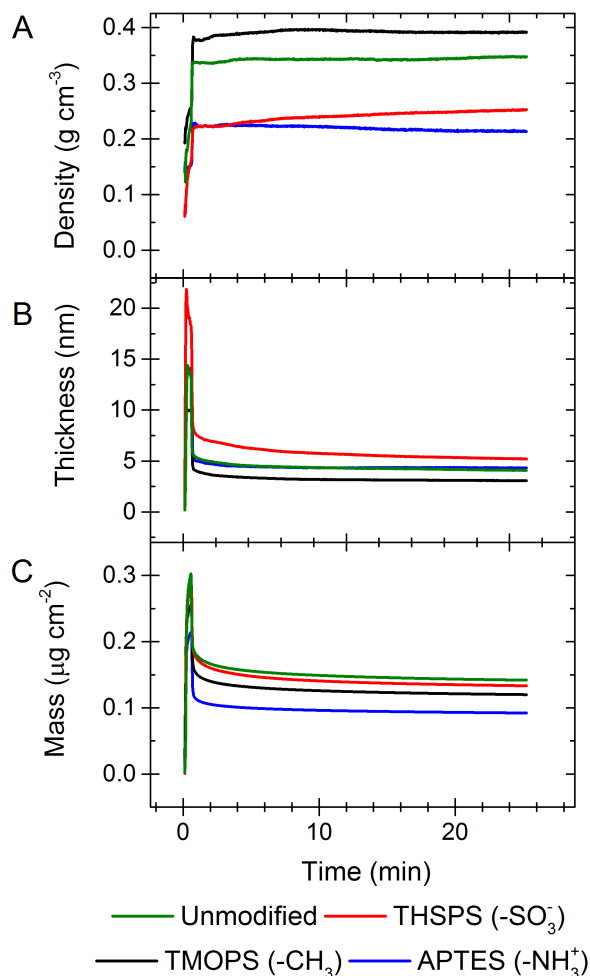 A
Density (g cm⁻³)
0.4
0.3
0.2
0.1
0.0
B
Thickness (nm)
20
15
10
5
0
C
Mass (μg cm⁻²)
0.3
0.2
0.1
0.0
0 10 20
Time (min)
Unmodified THSPS (-SO₃⁻)
TMOPS (-CH₃) APTES (-NH₃⁺)